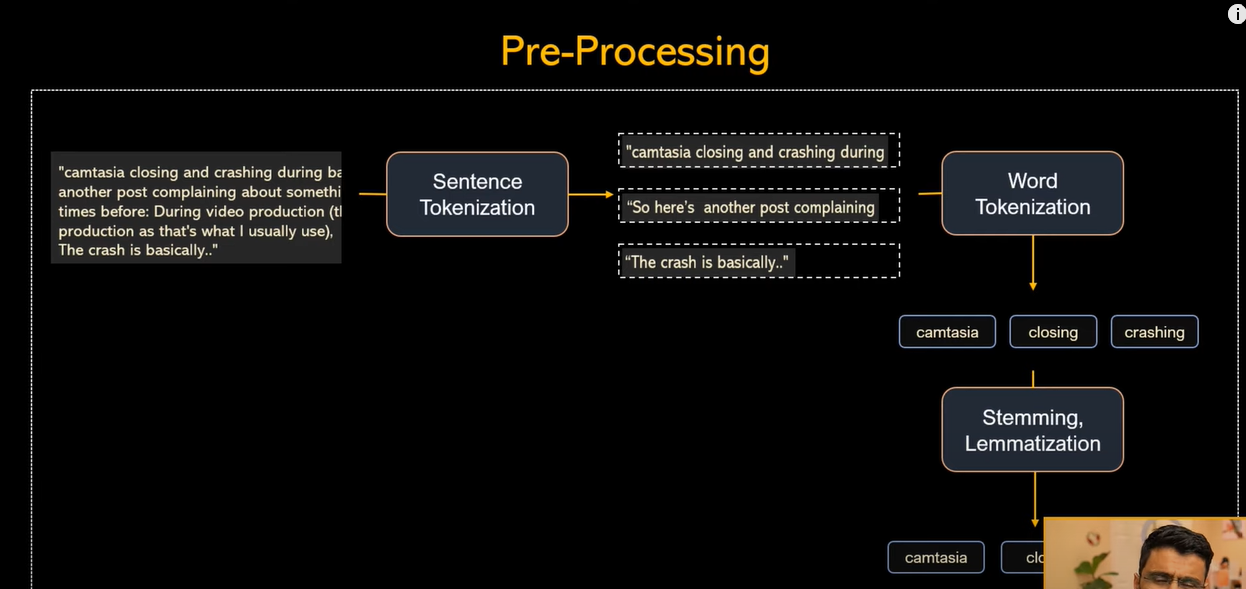 i
Pre-Processing
"camtasia closing and crashing during ba
another post complaining about somethi
times before: During video production (t
production as that's what I usually use),
The crash is basically.."
Sentence
Tokenization
"camtasia closing and crashing during
“So here's another post complaining
“The crash is basically.."
Word
Tokenization
camtasia
closing
crashing
Stemming,
Lemmatization
camtasia
clo